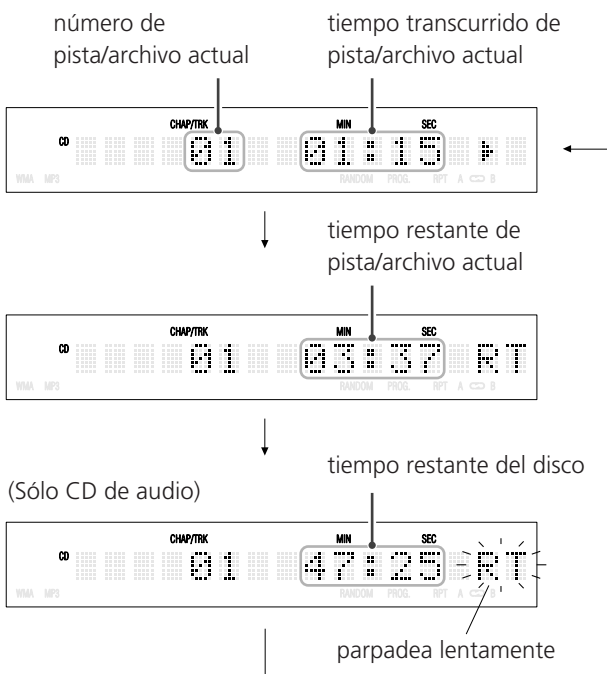 número de
pista/archivo actual
tiempo transcurrido de
pista/archivo actual
CHAP/TRK MIN SEC
CD 01 01:15
WMA MP3 RANDOM PROG. RPT A B
tiempo restante de
pista/archivo actual
CHAP/TRK MIN SEC
CD 01 03:37 RT
WMA MP3 RANDOM PROG. RPT A B
tiempo restante del disco
(Sólo CD de audio)
CHAP/TRK MIN SEC
CD 01 47:25 RT
WMA MP3 RANDOM PROG. RPT A B
parpadea lentamente